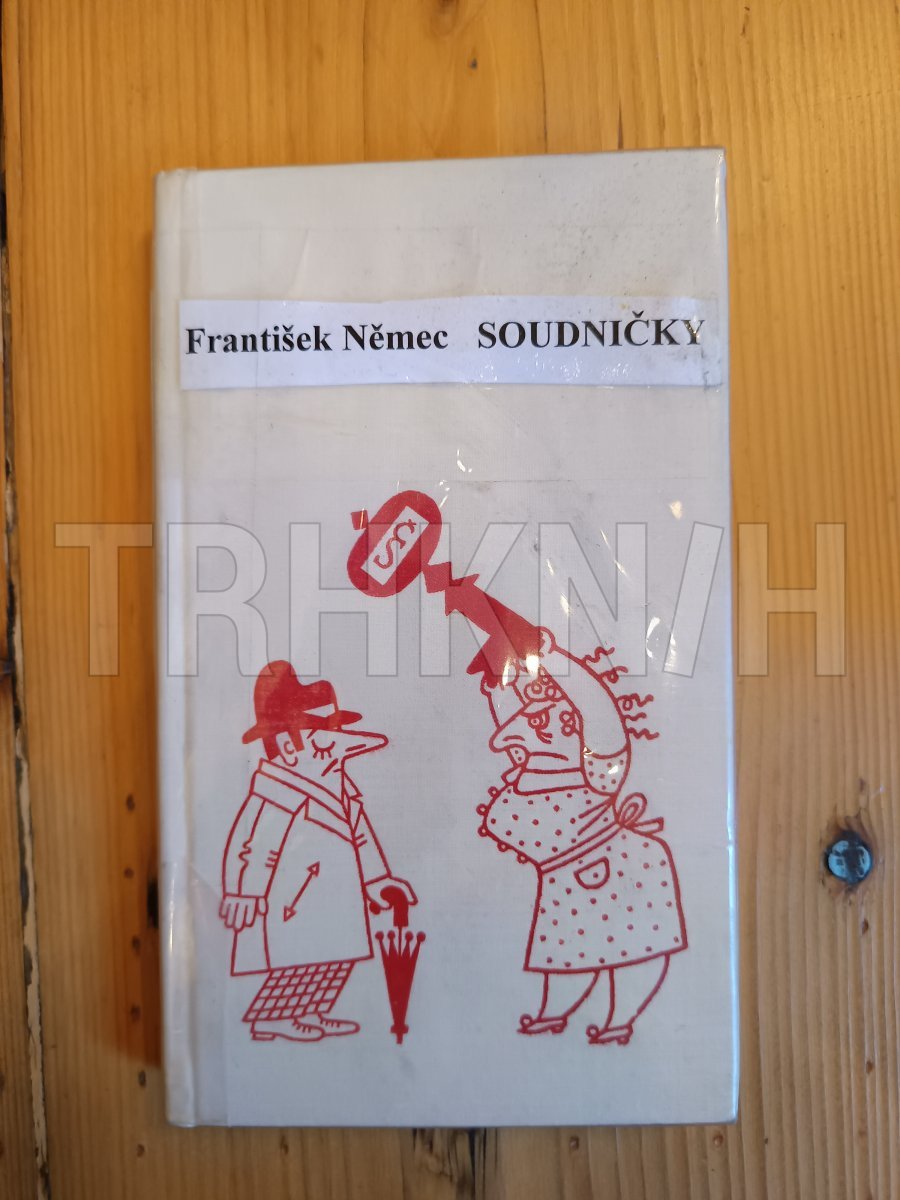 František Němec SOUDNIČKY
§
TRHKNIH